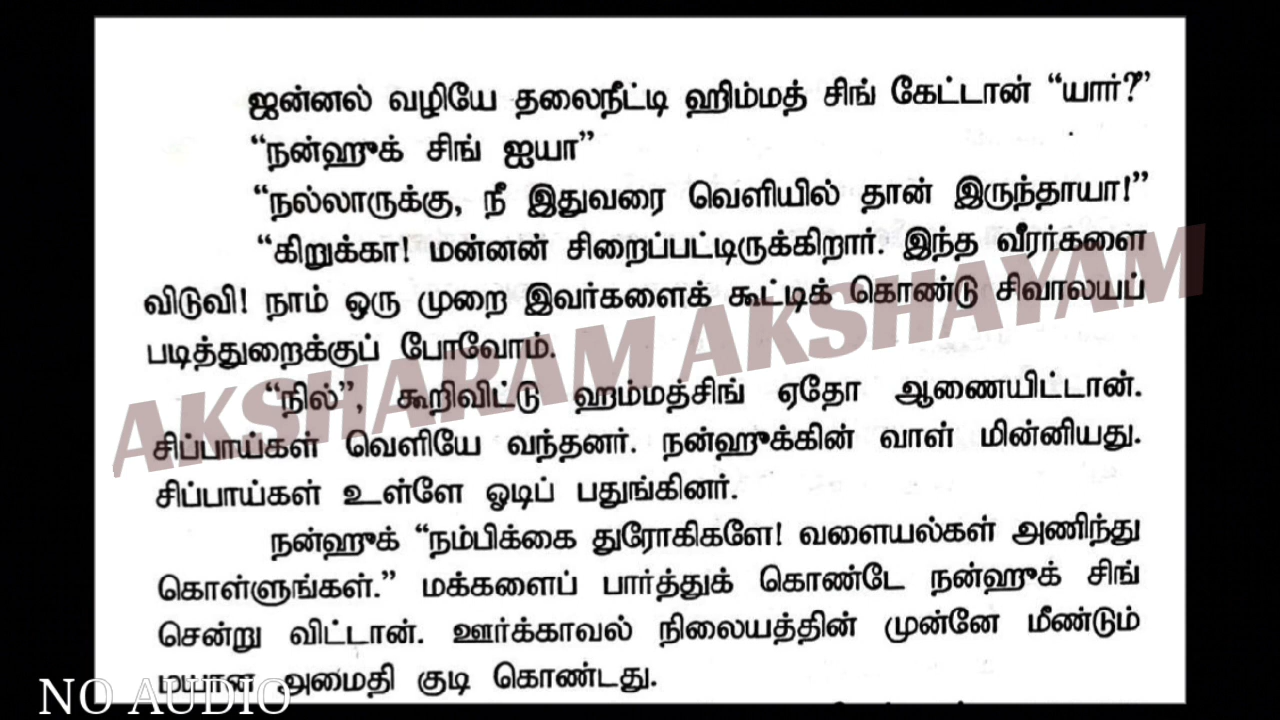 ஜன்னல் வழியே தலைநீட்டி ஹிம்மத் சிங் கேட்டான் “யார்?”
“நன்ஹுக் சிங் ஐயா”
“நல்லாருக்கு, நீ இதுவரை வெளியில் தான் இருந்தாயா!”
“கிறுக்கா! மன்னன் சிறைப்பட்டிருக்கிறார். இந்த வீரர்களை
விடுவி! நாம் ஒரு முறை இவர்களைக் கூட்டிக் கொண்டு சிவாலயப்
படித்துறைக்குப் போவோம்.
AKSHARAM AKSHAYAM
“நில்”, கூறிவிட்டு ஹம்மத்சிங் ஏதோ ஆணையிட்டான்.
சிப்பாய்கள் வெளியே வந்தனர். நன்ஹுக்கின் வாள் மின்னியது.
சிப்பாய்கள் உள்ளே ஓடிப் பதுங்கினர்.
நன்ஹுக் “நம்பிக்கை துரோகிகளே! வளையல்கள் அணிந்து
கொள்ளுங்கள்.” மக்களைப் பார்த்துக் கொண்டே நன்ஹுக் சிங்
சென்று விட்டான். ஊர்க்காவல் நிலையத்தின் முன்னே மீண்டும்
மயான அமைதி குடி கொண்டது.
NO AUDIO